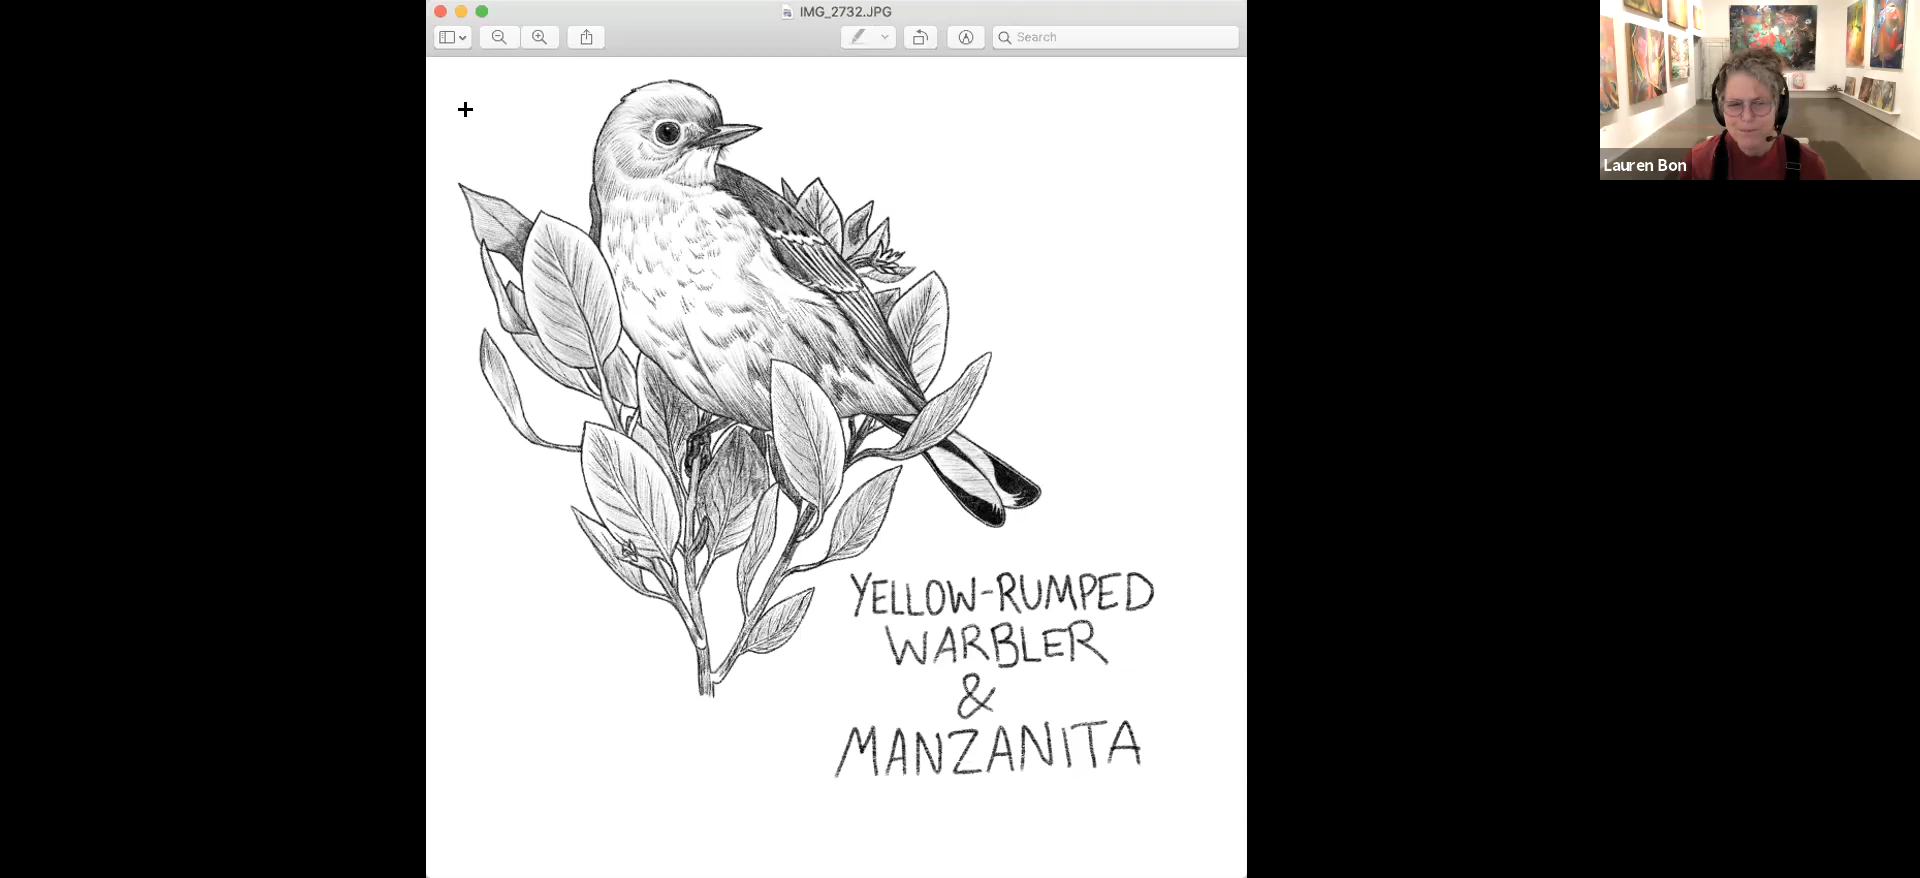 IMG_2732.JPG
Search
Lauren Bon
YELLOW-RUMPED
WARBLER
&
MANZANITA